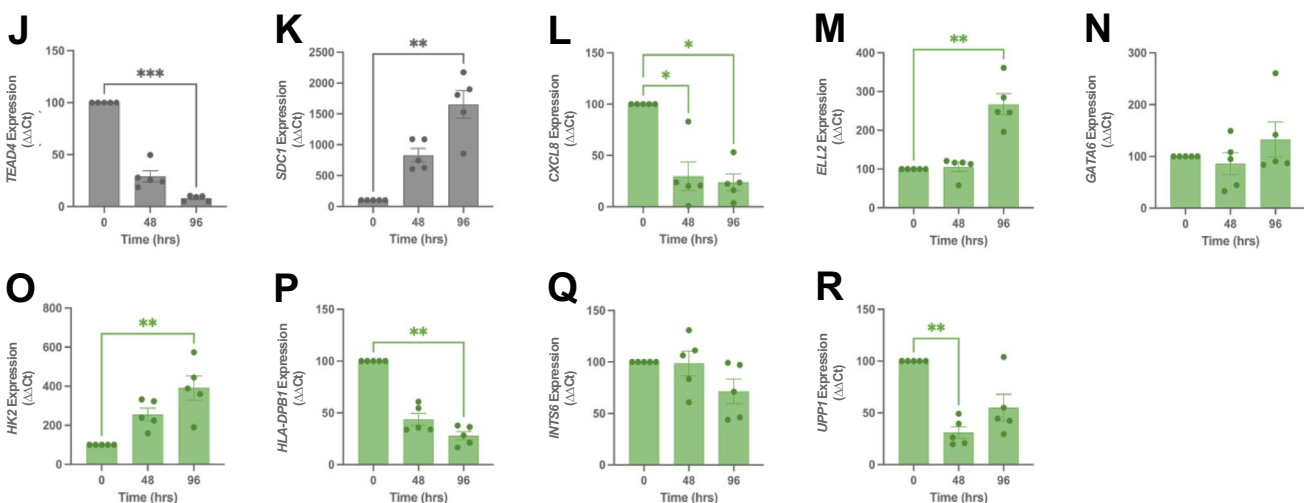 J
TEAD4 Expression
(ΔΔCt)
150
100
50
0
***
0 48 96
Time (hrs)
K
SDC1 Expression
(ΔΔCt)
2500
2000
1500
1000
500
0
**
0 48 96
Time (hrs)
L
CXCL8 Expression
(ΔΔCt)
150
100
50
0
*
*
0 48 96
Time (hrs)
M
ELL2 Expression
(ΔΔCt)
400
300
200
100
0
**
0 48 96
Time (hrs)
N
GATA6 Expression
(ΔΔCt)
300
200
100
0
0 48 96
Time (hrs)
O
HK2 Expression
(ΔΔCt)
800
600
400
200
0
**
0 48 96
Time (hrs)
P
HLA-DPB1 Expression
(ΔΔCt)
150
100
50
0
**
0 48 96
Time (hrs)
Q
INTS6 Expression
(ΔΔCt)
150
100
50
0
0 48 96
Time (hrs)
R
UPP1 Expression
(ΔΔCt)
150
100
50
0
**
0 48 96
Time (hrs)